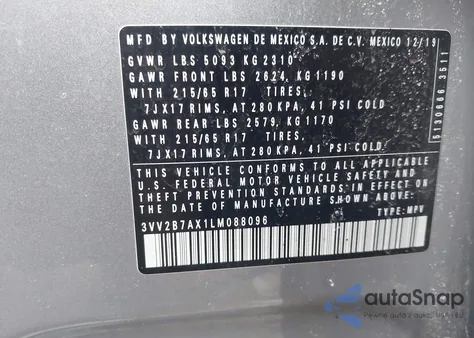 MFD BY VOLKSWAGEN DE MEXICO S.A. DE C.V. MEXICO 12/19
GVWR LBS 5093 KG 2310
GAWR FRONT LBS 2624, KG 1190
WITH 215/65 R17 TIRES,
7JX17 RIMS, AT 280 KPA, 41 PSI COLD
GAWR REAR LBS 2579, KG 1170
WITH 215/65 R17 TIRES,
7JX17 RIMS, AT 280 KPA, 41 PSI COLD.
THIS VEHICLE CONFORMS TO ALL APPLICABLE
U.S. FEDERAL MOTOR VEHICLE SAFETY AND
THEFT PREVENTION STANDARDS IN EFFECT ON
THE DATE OF MANUFACTURE SHOWN ABOVE.
3VV2B7AX1LM088096
TYPE: MPV
5130666 3511
autoSnap